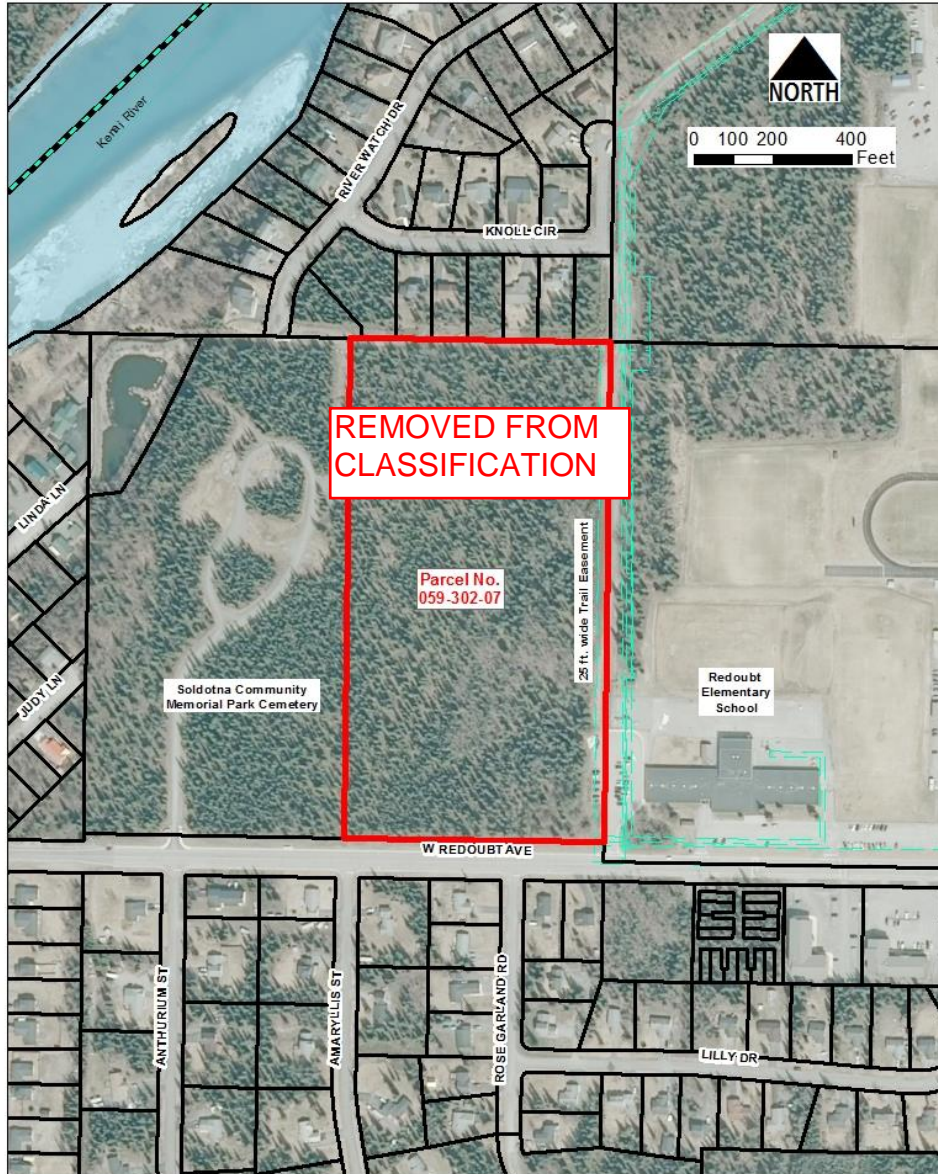 Kenai River
NORTH
0 100 200 400
Feet
RIVER WATCH DR
KNOLL CIR
REMOVED FROM
CLASSIFICATION
LINDA LN
Parcel No.
059-302-07
25 ft. wide Trail Easement
JUDY LN
Soldotna Community
Memorial Park Cemetery
Redoubt
Elementary
School
W REDOUBT AVE
ANTHURIUM ST
AMARYLLIS ST
ROSE GARLAND RD
LILLY DR